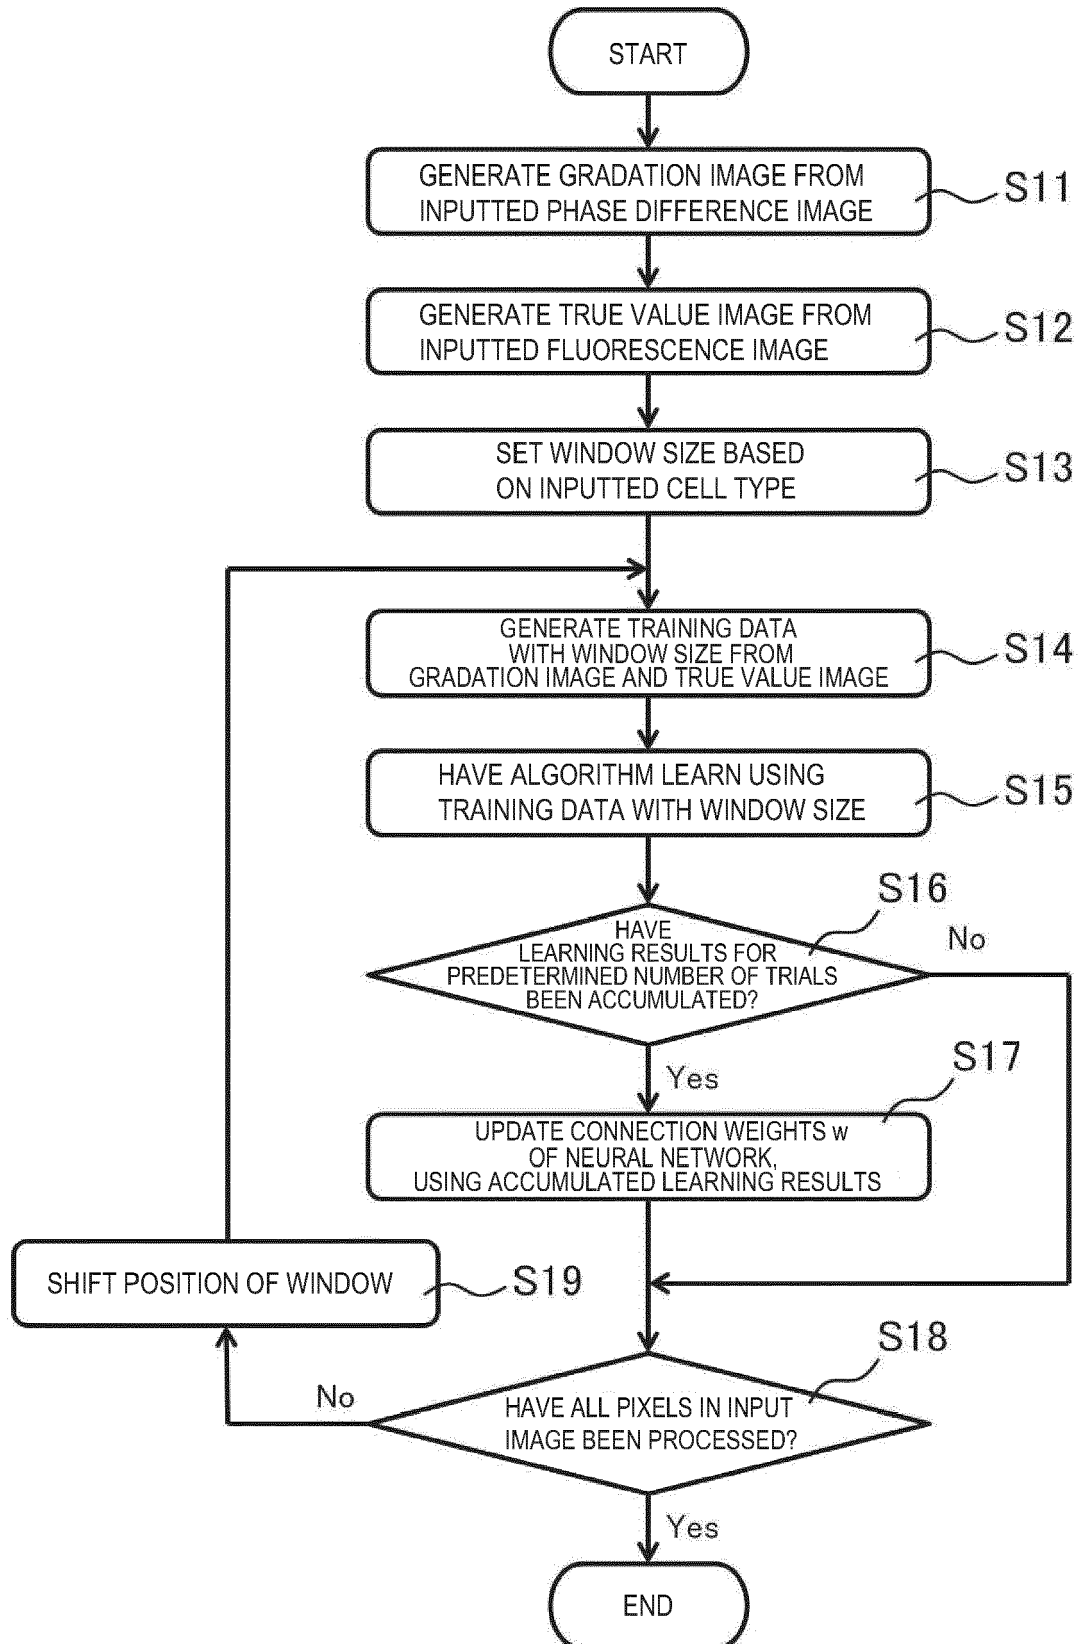 START
GENERATE GRADATION IMAGE FROM
INPUTTED PHASE DIFFERENCE IMAGE
S11
GENERATE TRUE VALUE IMAGE FROM
INPUTTED FLUORESCENCE IMAGE
S12
SET WINDOW SIZE BASED
ON INPUTTED CELL TYPE
S13
GENERATE TRAINING DATA
WITH WINDOW SIZE FROM
GRADATION IMAGE AND TRUE VALUE IMAGE
S14
HAVE ALGORITHM LEARN USING
TRAINING DATA WITH WINDOW SIZE
S15
S16
HAVE
LEARNING RESULTS FOR
PREDETERMINED NUMBER OF TRIALS
BEEN ACCUMULATED?
No
Yes
S17
UPDATE CONNECTION WEIGHTS w
OF NEURAL NETWORK,
USING ACCUMULATED LEARNING RESULTS
SHIFT POSITION OF WINDOW
S19
S18
No
HAVE ALL PIXELS IN INPUT
IMAGE BEEN PROCESSED?
Yes
END